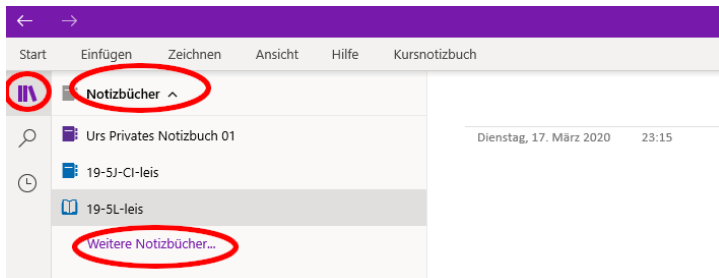 Start Einfügen Zeichnen Ansicht Hilfe Kursnotizbuch
Notizbücher
Urs Privates Notizbuch 01
Dienstag, 17. März 2020 23:15
19-5J-CI-leis
19-5L-leis
Weitere Notizbücher...